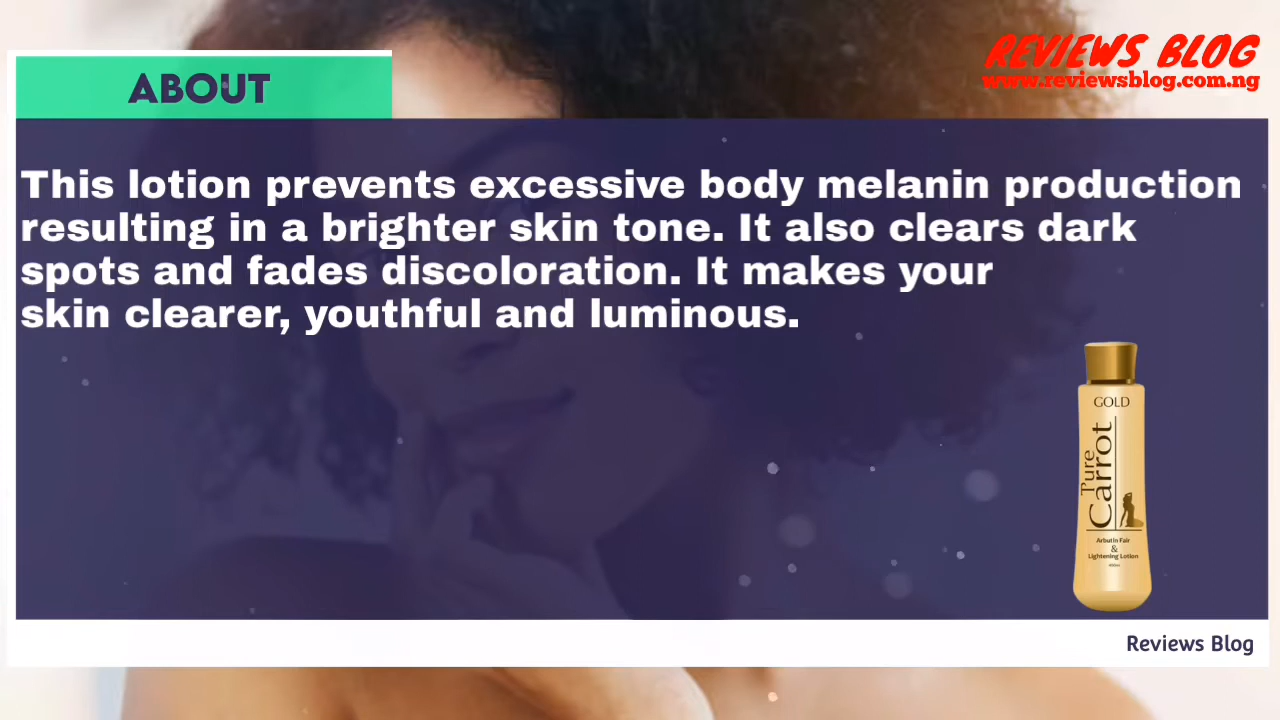 REVIEWS BLOG
www.reviewsblog.com.ng
ABOUT
This lotion prevents excessive body melanin production
resulting in a brighter skin tone. It also clears dark
spots and fades discoloration. It makes your
skin clearer, youthful and luminous.
GOLD
Pure
Carrot
Arbutin Fair
&
Lightening Lotion
Reviews Blog